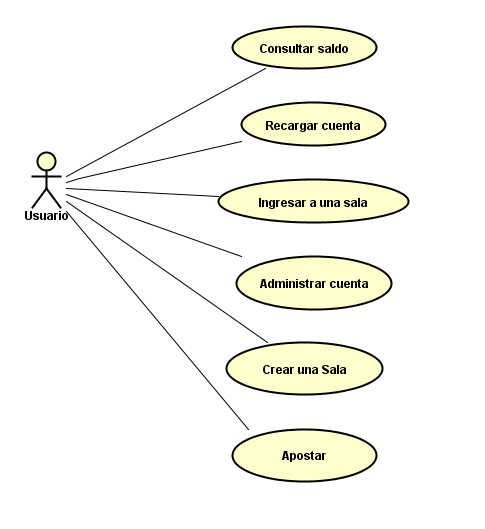 Consultar saldo
Recargar cuenta
Ingresar a una sala
Usuario
Administrar cuenta
Crear una Sala
Apostar